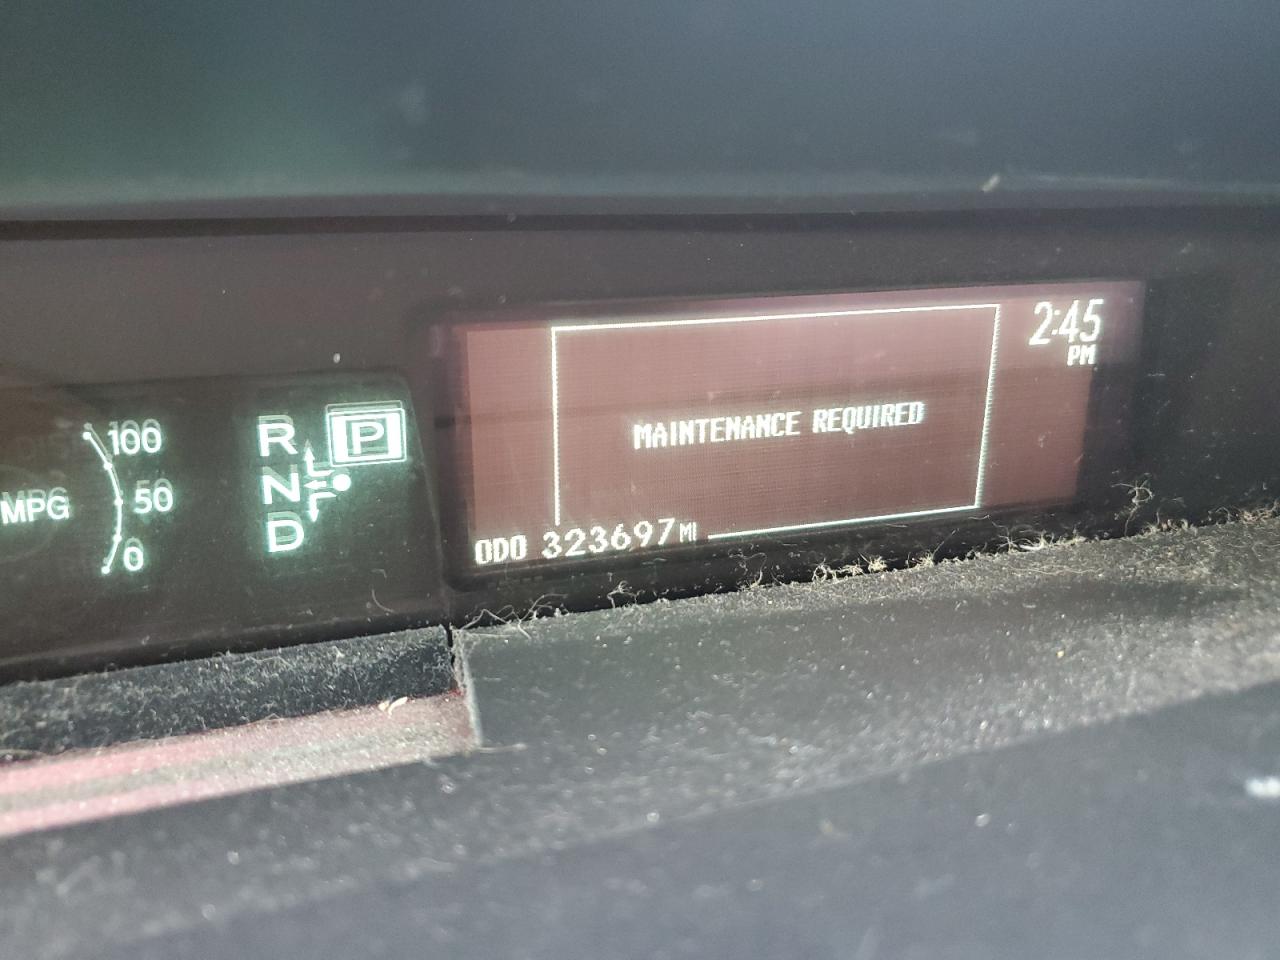 100
MPG
50
0
R
P
N
D
2:45
PM
MAINTENANCE REQUIRED
ODO 323697 MI